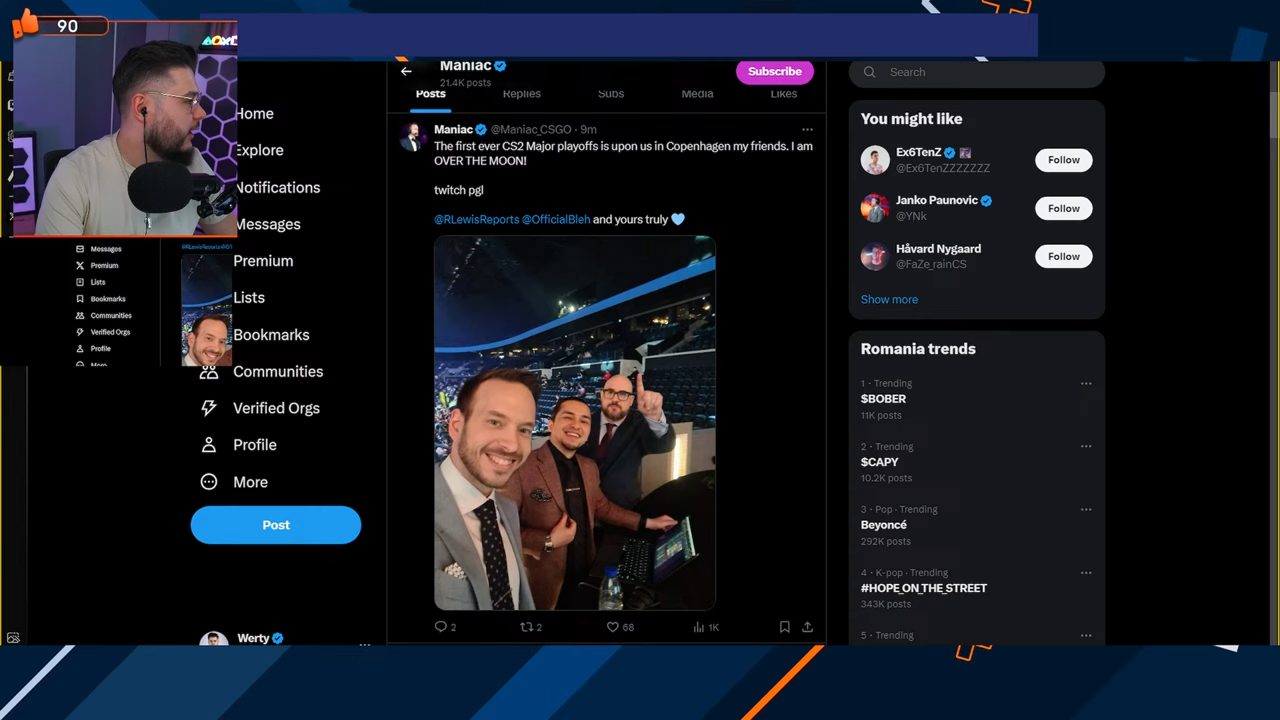 90
Home
Explore
Notifications
Messages
Premium
Lists
Bookmarks
Communities
Verified Orgs
Profile
More
Post
Werty
Messages
Premium
Lists
Bookmarks
Communities
Verified Orgs
Profile
More
Maniac
21.4K posts
Subscribe
Posts
Replies
Subs
Media
Likes
Maniac @Maniac_CSGO · 9m
The first ever CS2 Major playoffs is upon us in Copenhagen my friends. I am
OVER THE MOON!
twitch pgl
@RLewisReports @OfficialBleh and yours truly 🩵
2
2
68
1K
Search
You might like
Ex6TenZ
@Ex6TenZZZZZZ
Follow
Janko Paunovic
@YNk
Follow
Håvard Nygaard
@FaZe_rainCS
Follow
Show more
Romania trends
1 · Trending
$BOBER
11K posts
2 · Trending
$CAPY
10.2K posts
3 · Pop · Trending
Beyoncé
292K posts
4 · K-pop · Trending
#HOPE_ON_THE_STREET
343K posts
5 · Trending